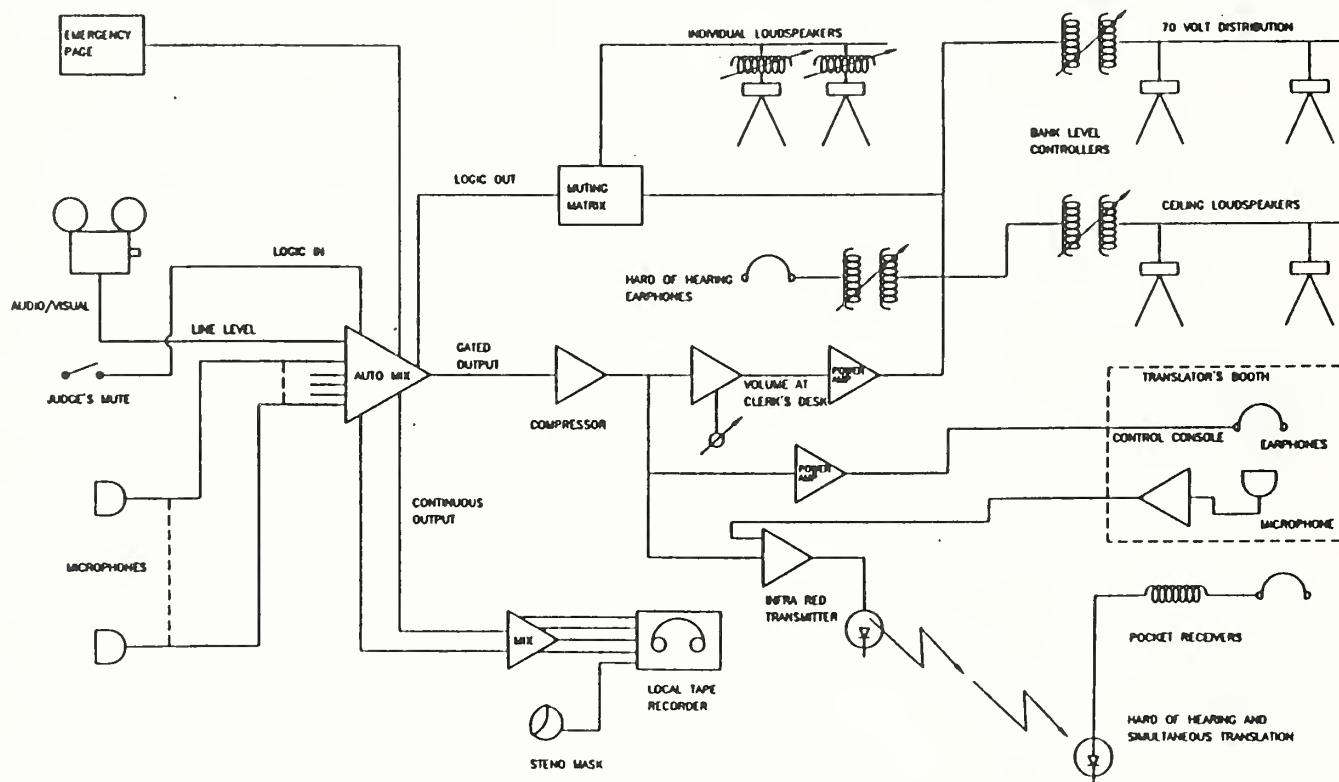 EMERGENCY
PAGE
INDIVIDUAL LOUDSPEAKERS
70 VOLT DISTRIBUTION
BANK LEVEL
CONTROLLERS
LOGIC OUT
MUTING
MATRIX
CEILING LOUDSPEAKERS
LOGIC IN
HARD OF HEARING
EARPHONES
AUDIO/VISUAL
LINE LEVEL
GATED
OUTPUT
AUTO MIX
JUDGE'S MUTE
COMPRESSOR
VOLUME AT
CLERK'S DESK
POWER
AMP
TRANSLATOR'S BOOTH
CONTROL CONSOLE
EARPHONES
POWER
AMP
CONTINUOUS
OUTPUT
MICROPHONE
MICROPHONES
INFRA RED
TRANSMITTER
POCKET RECEIVERS
MIX
LOCAL TAPE
RECORDER
HARD OF HEARING AND
SIMULTANEOUS TRANSLATION
STENO MASK